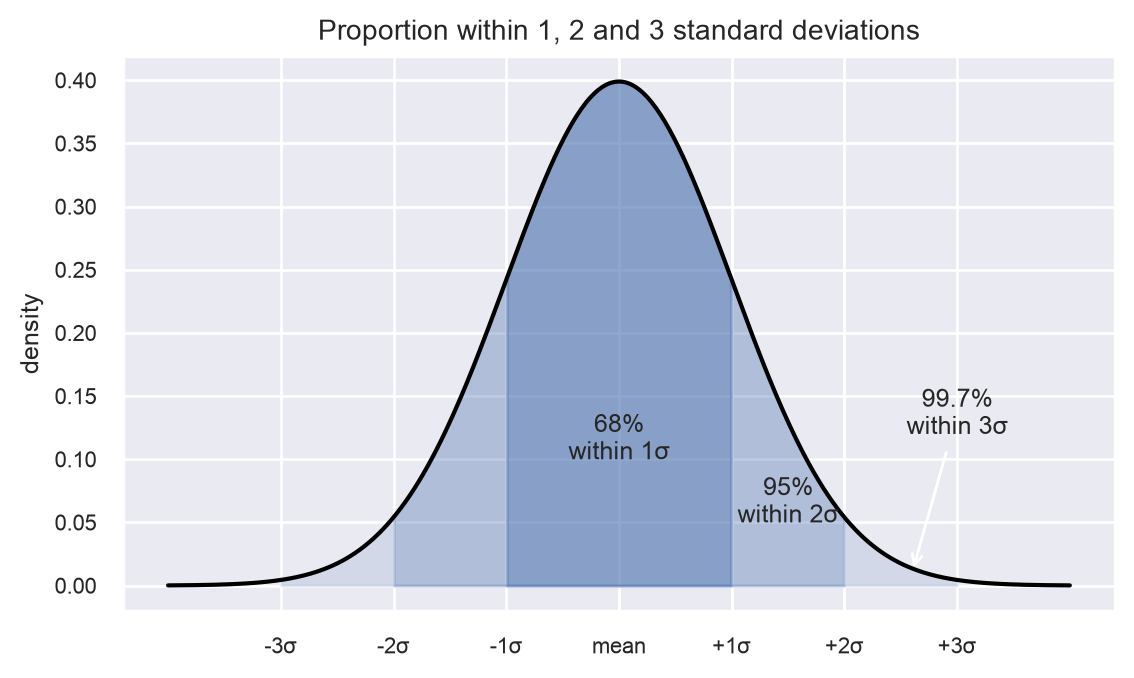 Proportion within 1, 2 and 3 standard deviations
0.40
0.35
0.30
0.25
0.20
0.15
0.10
0.05
0.00
density
68%
within 1σ
95%
within 2σ
99.7%
within 3σ
-3σ
-2σ
-1σ
mean
+1σ
+2σ
+3σ